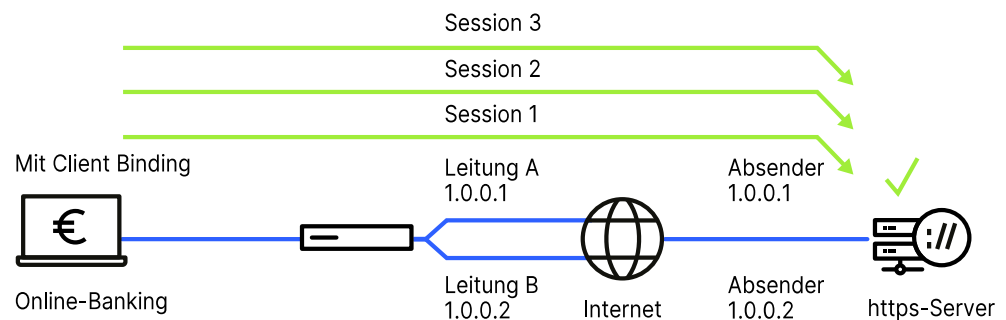 Session 3
Session 2
Session 1
Mit Client Binding
Leitung A
1.0.0.1
Absender
1.0.0.1
€
://
Online-Banking
Leitung B
1.0.0.2
Internet
Absender
1.0.0.2
https-Server